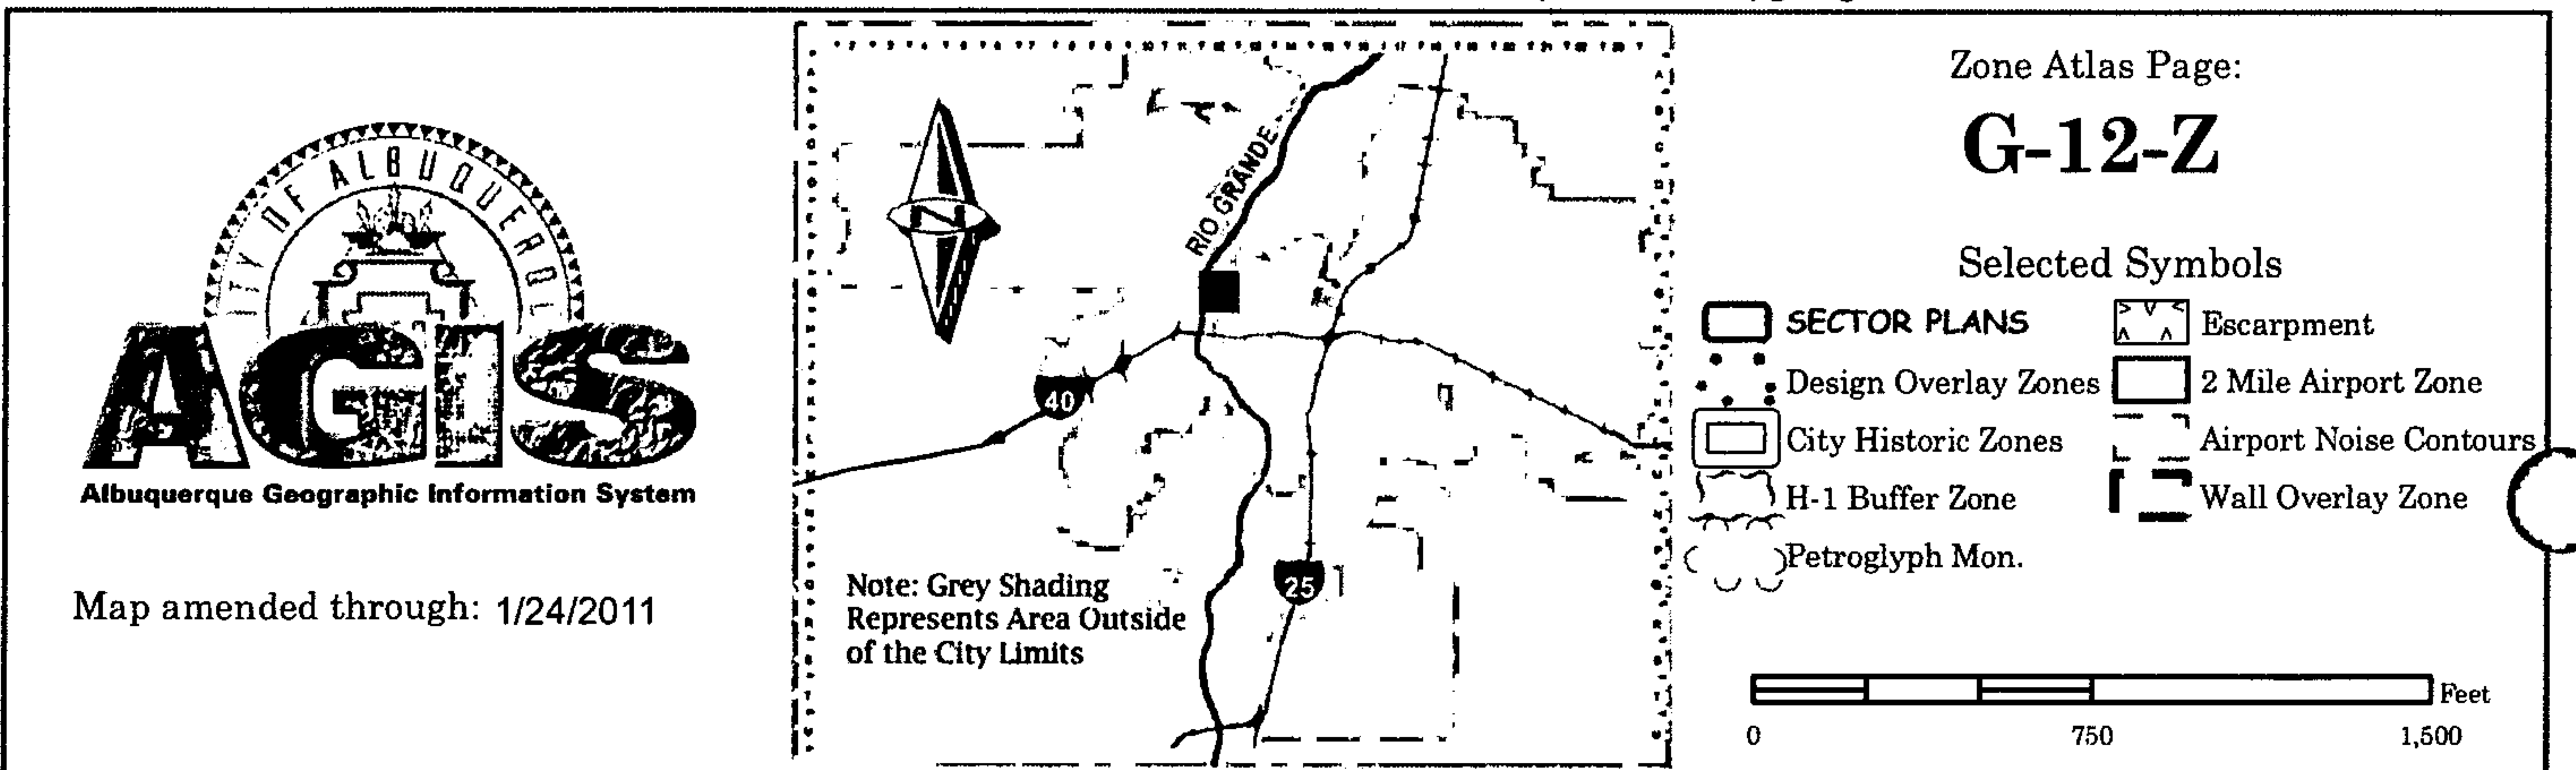 CITY OF ALBUQUERQUE
AGIS
Albuquerque Geographic Information System
Map amended through: 1/24/2011
N
RIO GRANDE
40
25
Note: Grey Shading
Represents Area Outside
of the City Limits
Zone Atlas Page:
G-12-Z
Selected Symbols
SECTOR PLANS
Escarpment
Design Overlay Zones
2 Mile Airport Zone
City Historic Zones
Airport Noise Contours
H-1 Buffer Zone
Wall Overlay Zone
Petroglyph Mon.
Feet
0 750 1,500